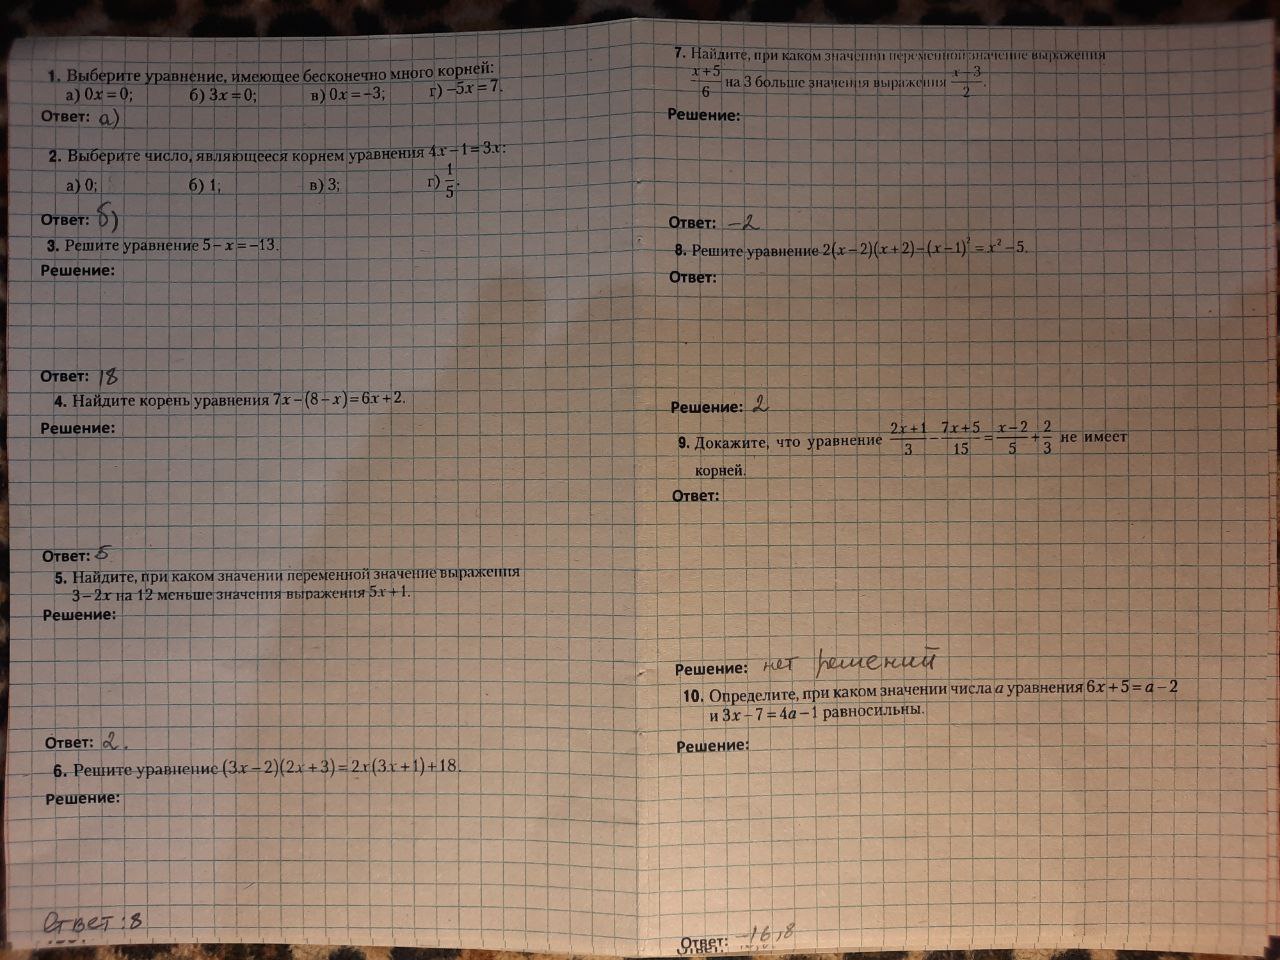 1. Выберите уравнение, имеющее бесконечно много корней:
а) 0x = 0; б) 3x = 0; в) 0x = –3; г) –5x = 7.
Ответ: а)
2. Выберите число, являющееся корнем уравнения 4x – 1 = 3x:
а) 0; б) 1; в) 3; г) 1/5.
Ответ: б)
3. Решите уравнение 5 – x = –13.
Решение:
Ответ: 18
4. Найдите корень уравнения 7x – (8 – x) = 6x + 2.
Решение:
Ответ: 5
5. Найдите, при каком значении переменной значение выражения
3 – 2x на 12 меньше значения выражения 5x + 1.
Решение:
Ответ: 2.
6. Решите уравнение (3x – 2)(2x + 3) = 2x(3x + 1) + 18.
Решение:
Ответ: 8
7. Найдите, при каком значении переменной значение выражения
(x + 5)/6 на 3 больше значения выражения (x – 3)/2.
Решение:
Ответ: –2
8. Решите уравнение 2(x – 2)(x + 2) – (x – 1)² = x² – 5.
Ответ:
Решение: 2
9. Докажите, что уравнение (2x + 1)/3 – (7x + 5)/15 = (x – 2)/5 + 2/3 не имеет
корней.
Ответ:
Решение: нет решений
10. Определите, при каком значении числа a уравнения 6x + 5 = a – 2
и 3x – 7 = 4a – 1 равносильны.
Решение:
Ответ: –16,8